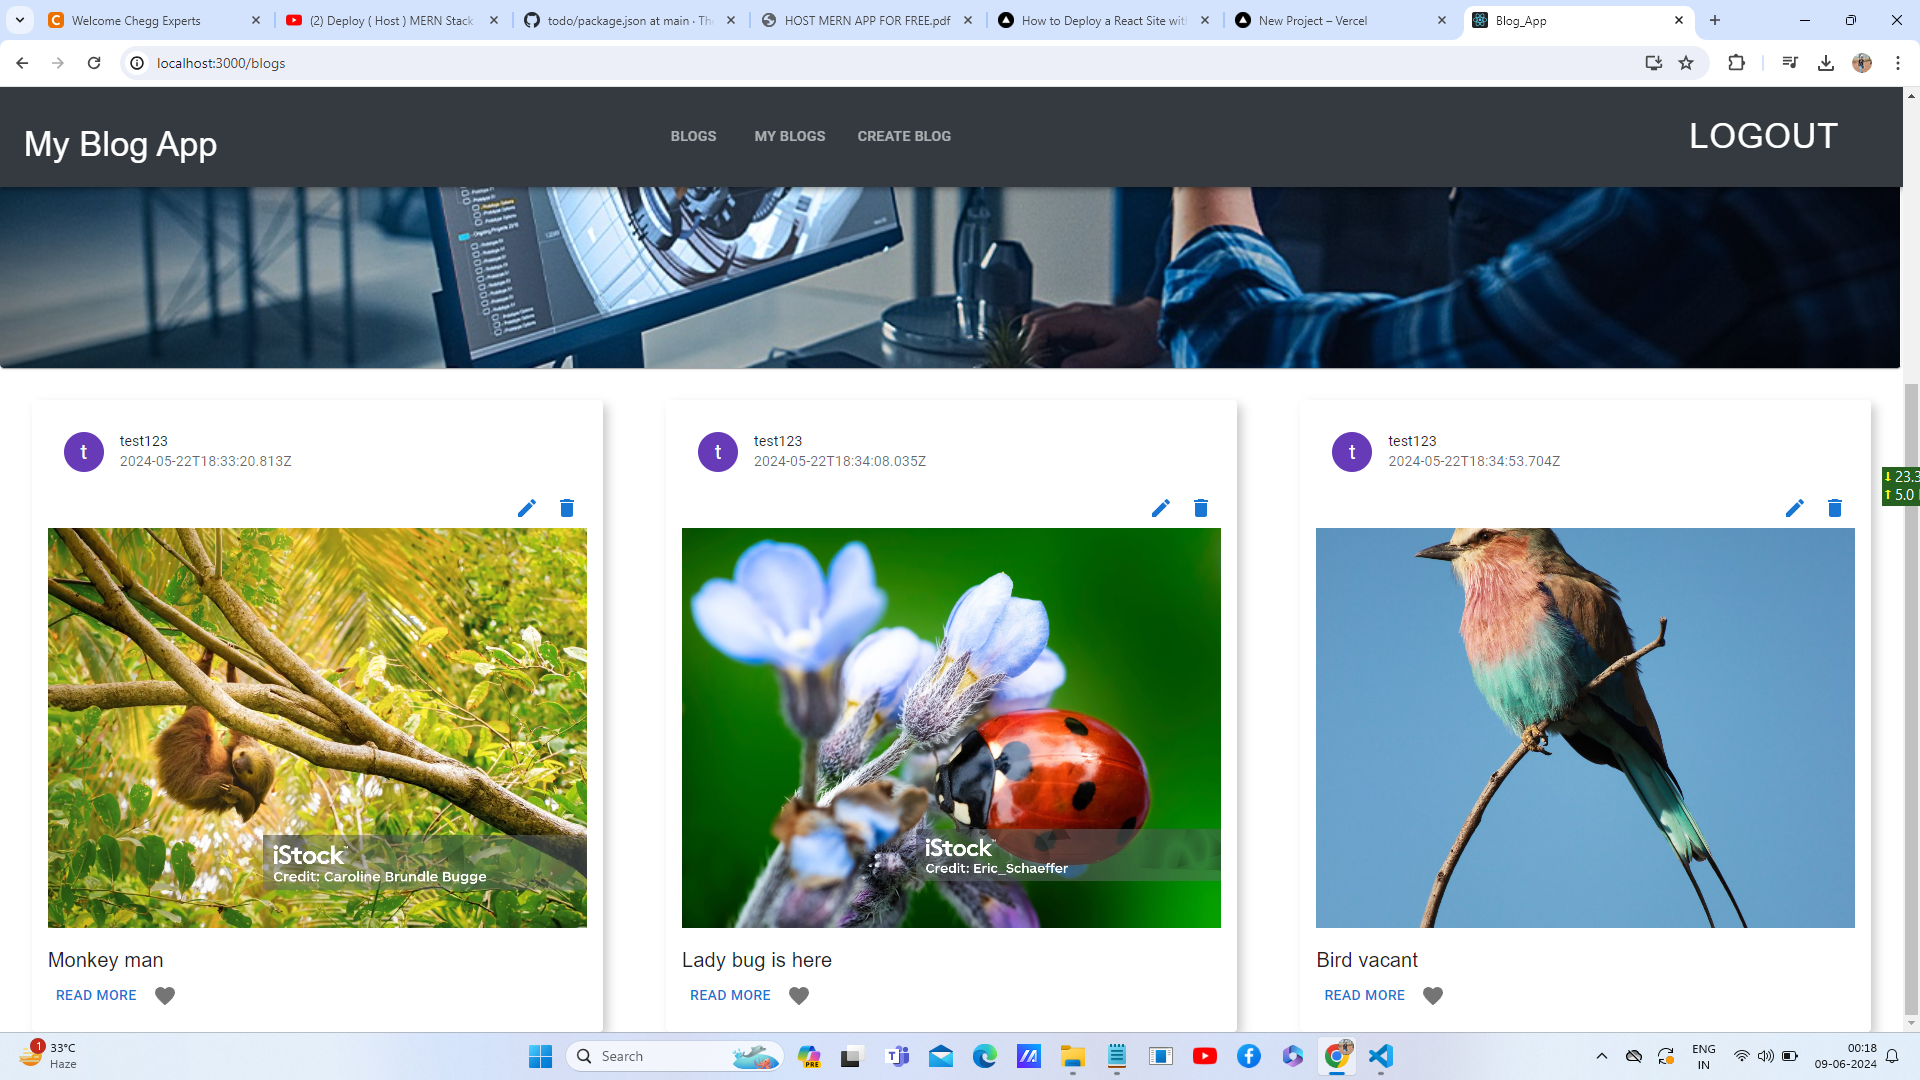 Welcome Chegg Experts
(2) Deploy ( Host ) MERN Stack
todo/package.json at main · Th
HOST MERN APP FOR FREE.pdf
How to Deploy a React Site wit
New Project – Vercel
Blog_App
localhost:3000/blogs
My Blog App
BLOGS
MY BLOGS
CREATE BLOG
LOGOUT
test123
2024-05-22T18:33:20.813Z
test123
2024-05-22T18:34:08.035Z
test123
2024-05-22T18:34:53.704Z
23.3
5.0
iStock™
Credit: Caroline Brundle Bugge
iStock™
Credit: Eric_Schaeffer
Monkey man
Lady bug is here
Bird vacant
READ MORE
READ MORE
READ MORE
1
33°C
Haze
Search
PRE
ENG
IN
00:18
09-06-2024